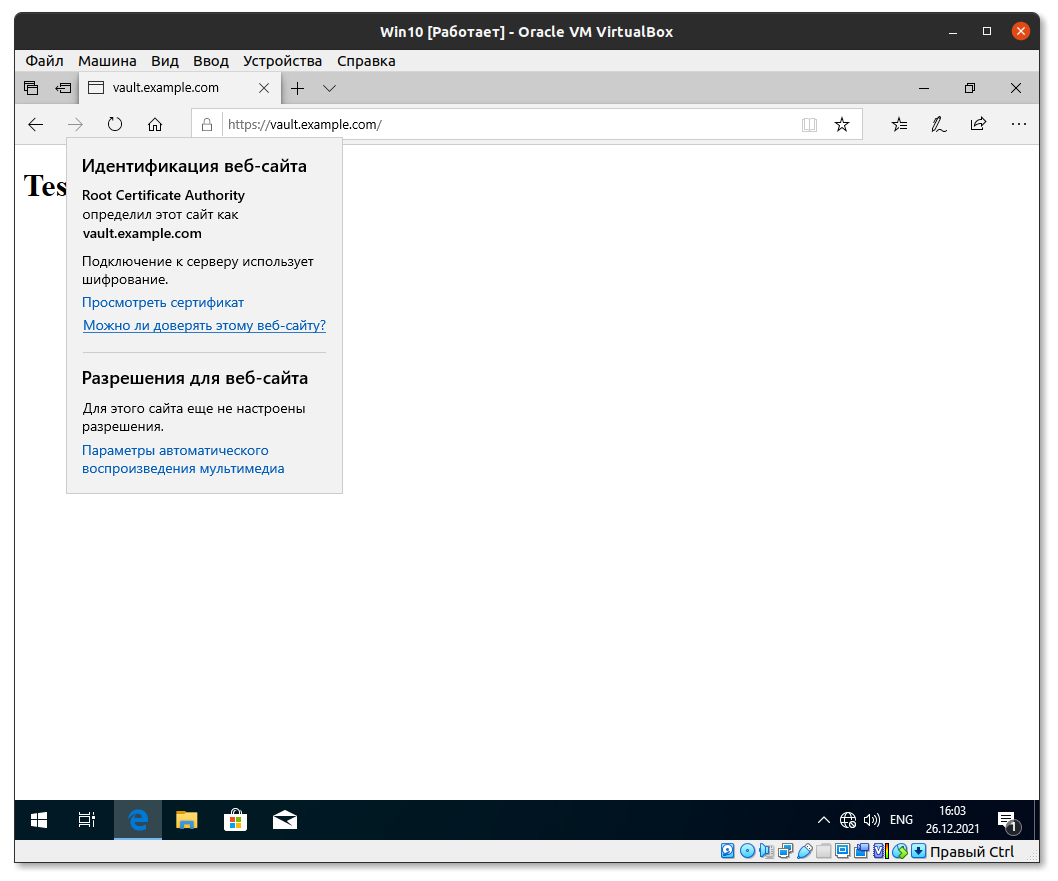 Win10 [Работает] - Oracle VM VirtualBox
Файл Машина Вид Ввод Устройства Справка
vault.example.com
https://vault.example.com/
Tes
Идентификация веб-сайта
Root Certificate Authority
определил этот сайт как
vault.example.com
Подключение к серверу использует
шифрование.
Просмотреть сертификат
Можно ли доверять этому веб-сайту?
Разрешения для веб-сайта
Для этого сайта еще не настроены
разрешения.
Параметры автоматического
воспроизведения мультимедиа
ENG
16:03
26.12.2021
1
Правый Ctrl